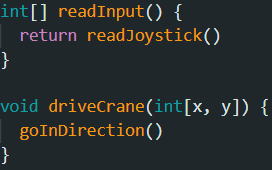 int[] readInput() {
  return readJoystick()
}

void driveCrane(int[x, y]) {
  goInDirection()
}